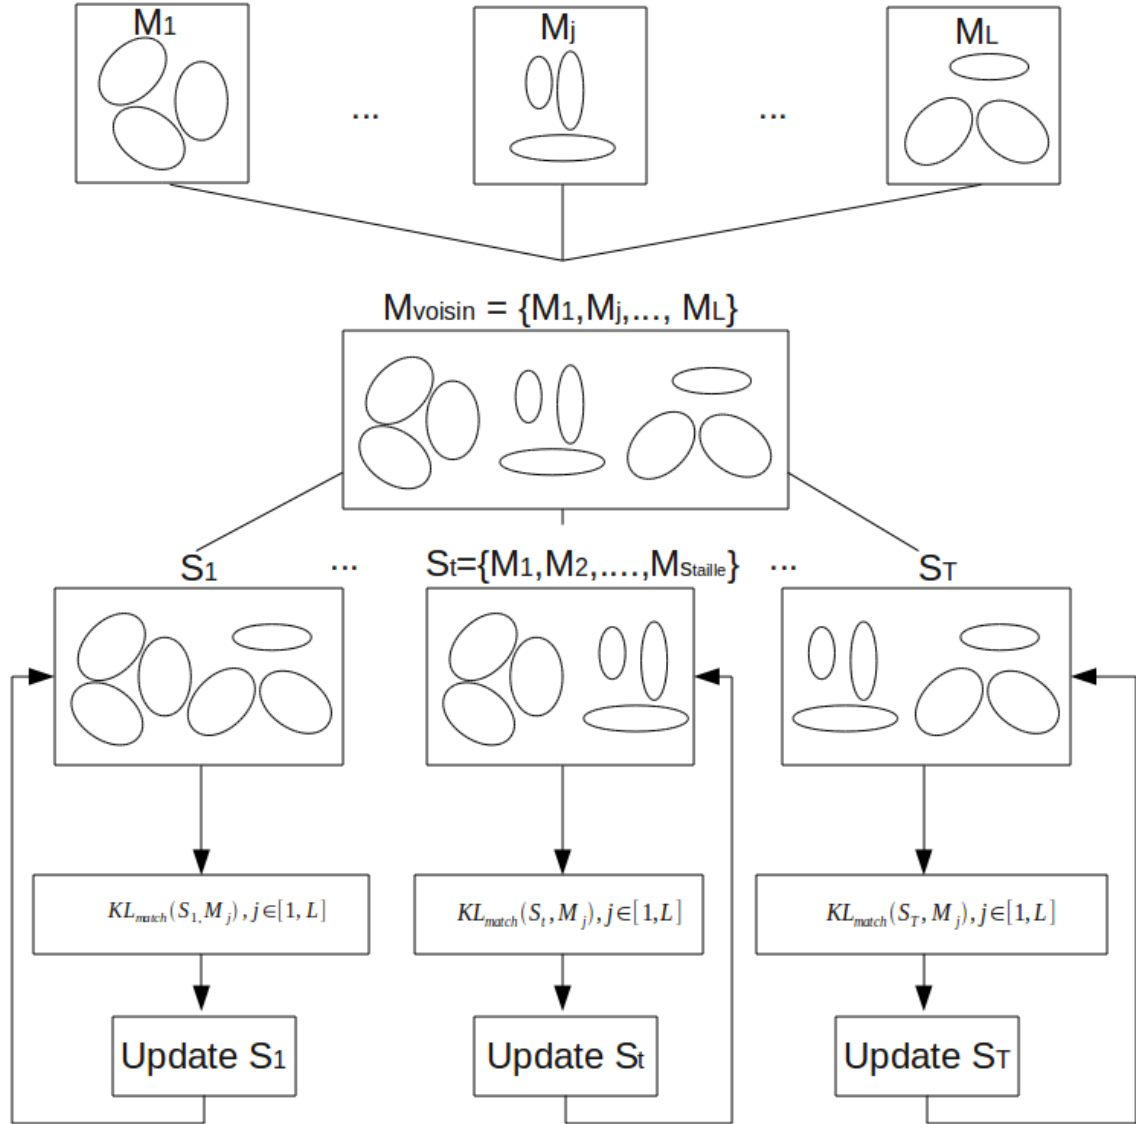 M1 ... Mj ... ML
Mvoisin = {M1,Mj,..., ML}
S1 ... St={M1,M2,....,MStaille} ... ST
KLmatch(S1,Mj),j∈[1,L] KLmatch(St,Mj),j∈[1,L] KLmatch(ST,Mj),j∈[1,L]
Update S1 Update St Update ST